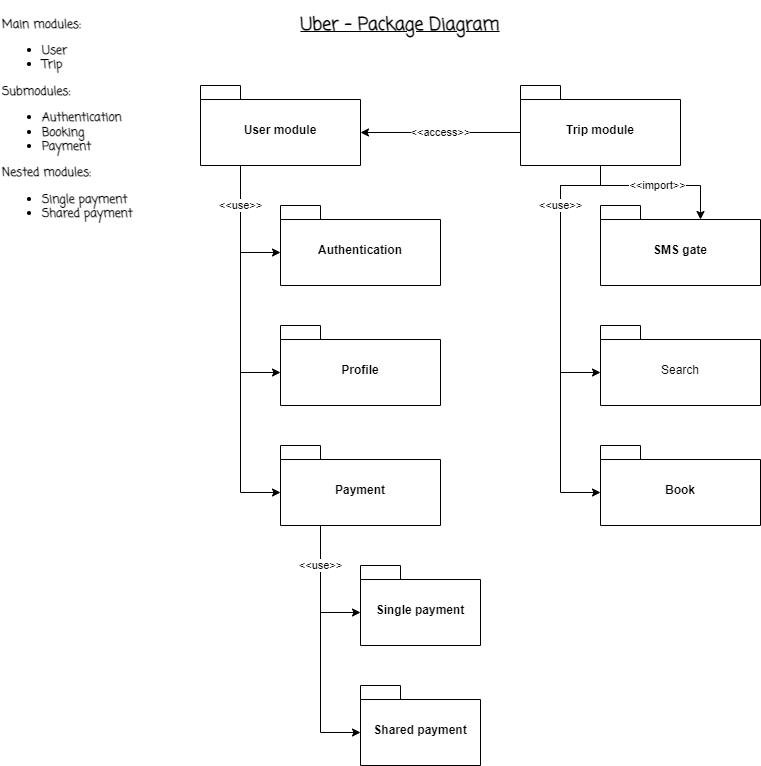 Uber - Package Diagram
Main modules:
User
Trip
Submodules:
Authentication
Booking
Payment
Nested modules:
Single payment
Shared payment
User module
<<access>>
Trip module
<<use>>
<<import>>
<<use>>
Authentication
SMS gate
Profile
Search
Payment
Book
<<use>>
Single payment
Shared payment